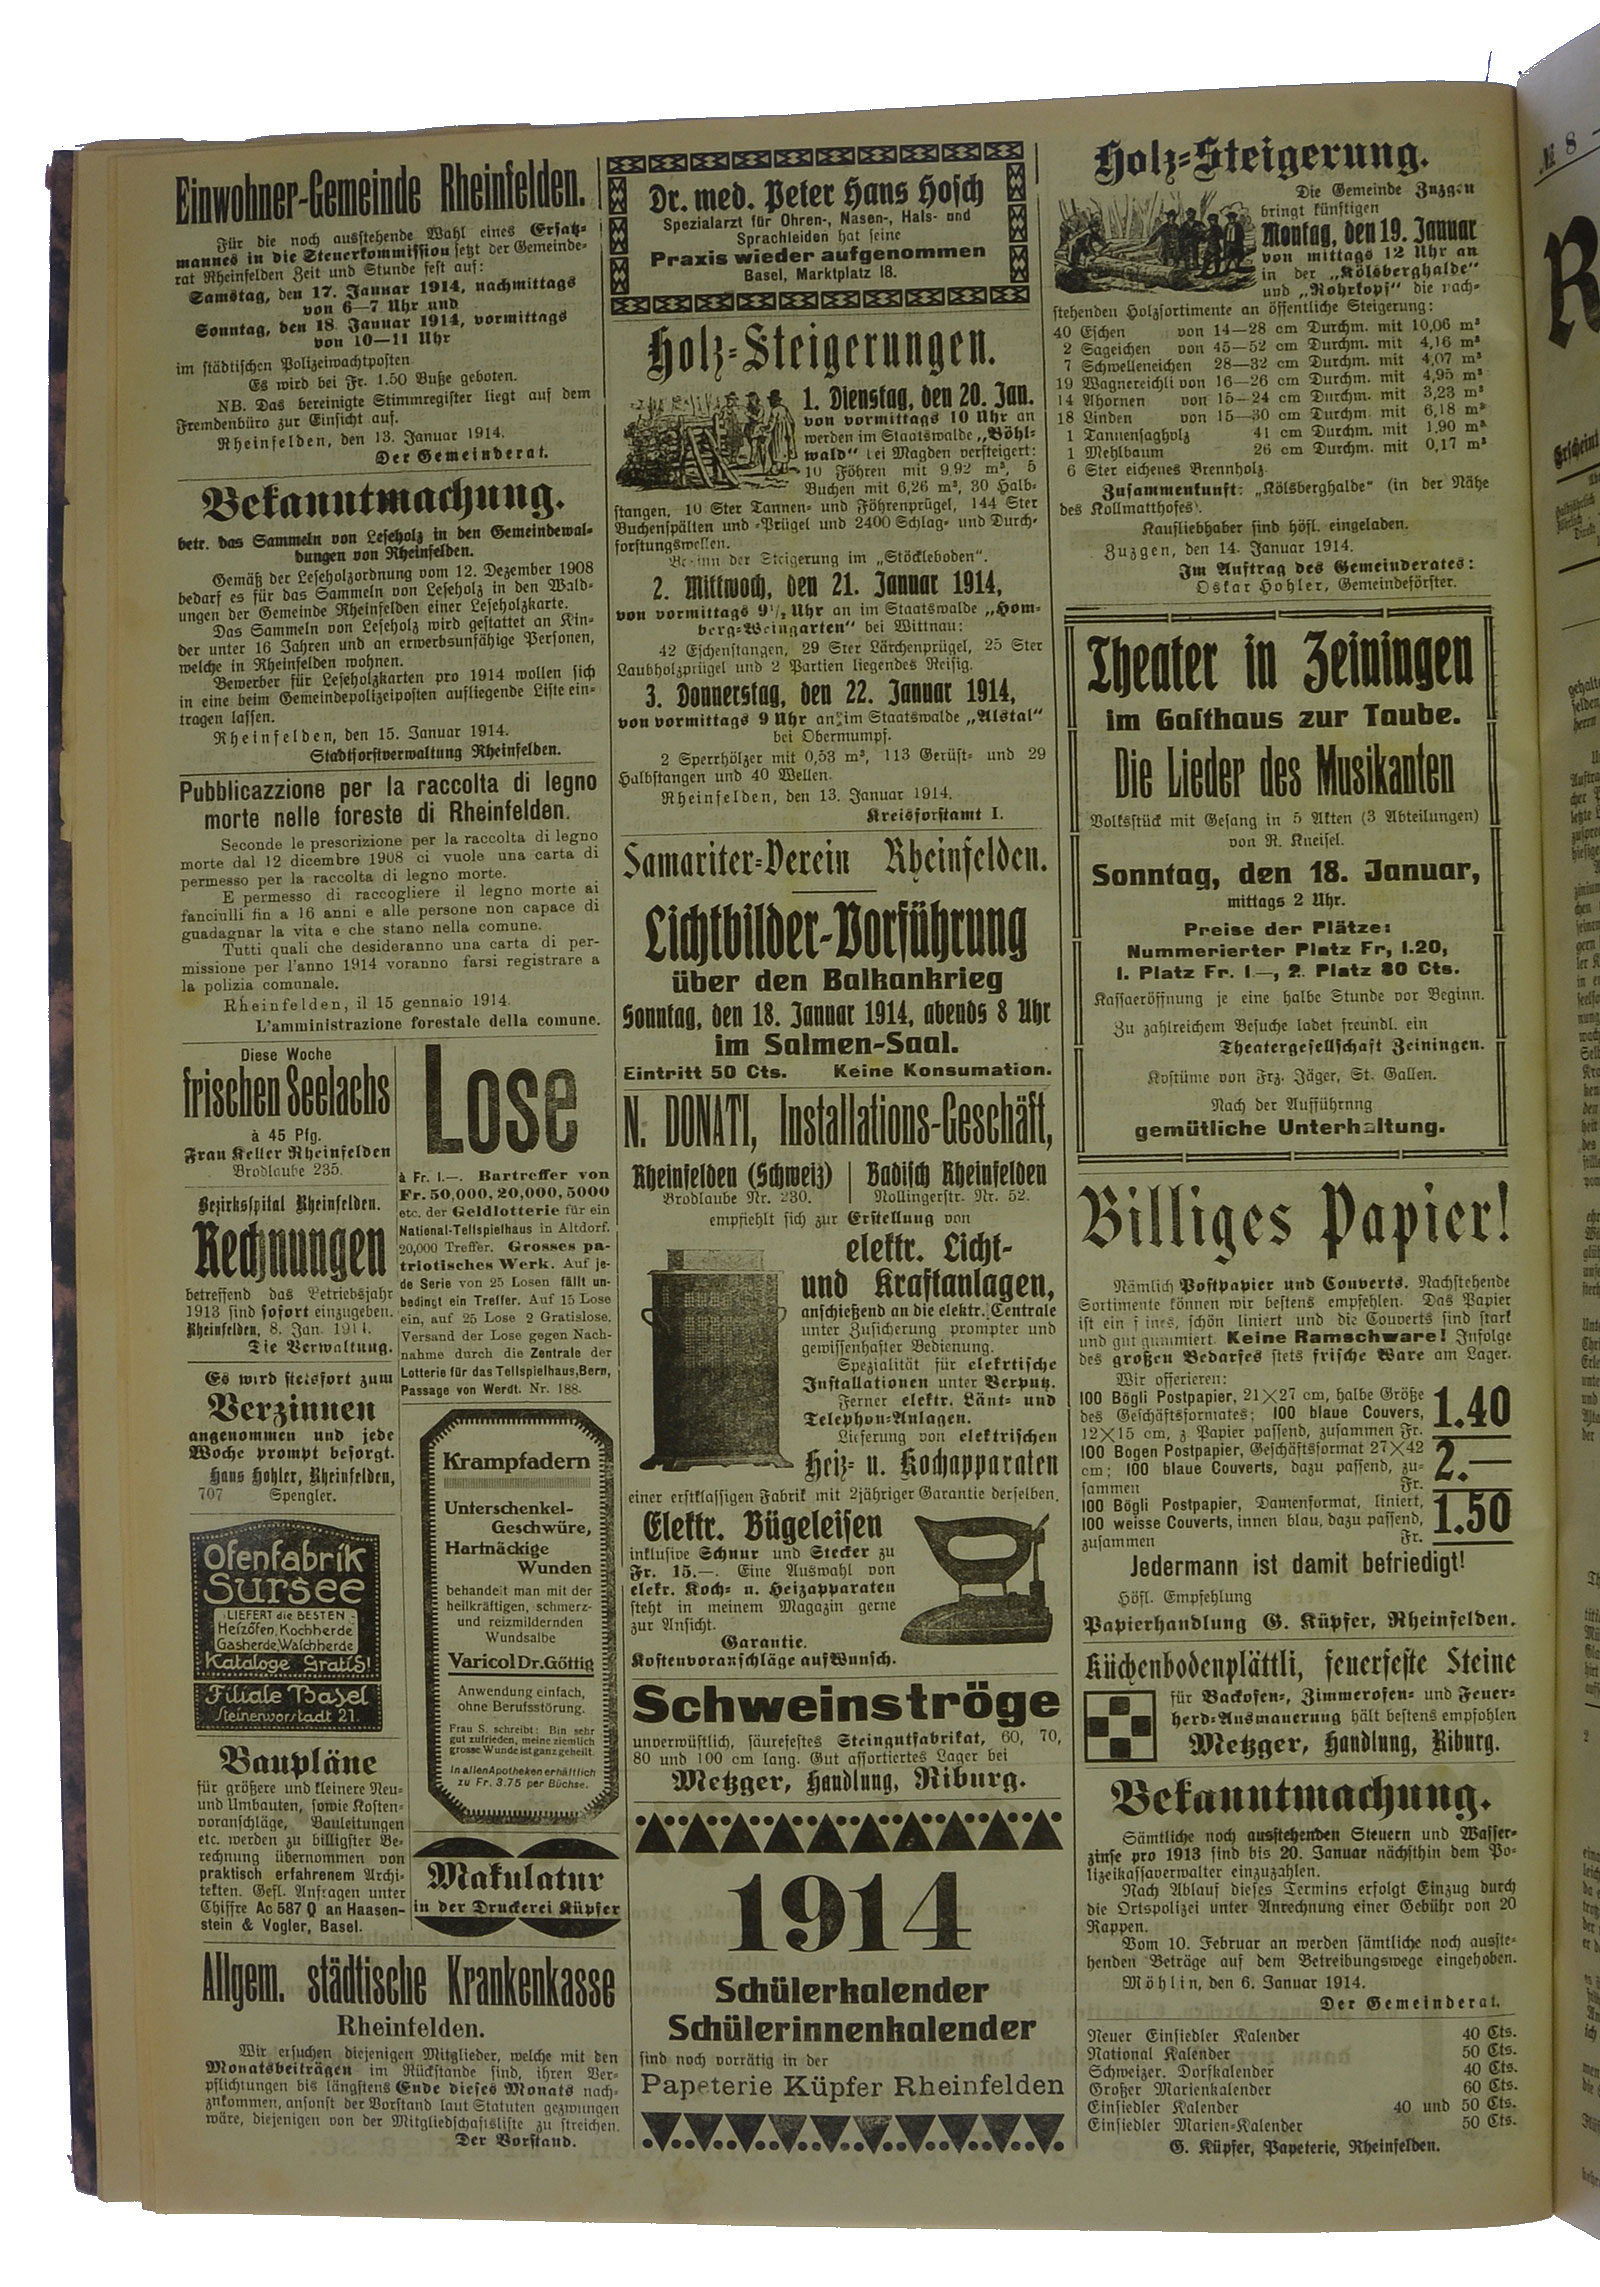 Einwohner-Gemeinde Rheinfelden.
Für die noch ausstehende Wahl eines Ersatz-
mannes in die Steuerkommission setzt der Gemeinde-
rat Rheinfelden Zeit und Stunde fest auf:
Samstag, den 17. Januar 1914, nachmittags
von 6—7 Uhr und
Sonntag, den 18. Januar 1914, vormittags
von 10—11 Uhr
im städtischen Polizeiwachtposten.
Es wird bei Fr. 1.50 Buße geboten.
NB. Das bereinigte Stimmregister liegt auf dem
Fremdenbüro zur Einsicht auf.
Rheinfelden, den 13. Januar 1914.
Der Gemeinderat.
Bekanntmachung.
betr. das Sammeln von Leseholz in den Gemeindewal-
dungen von Rheinfelden.
Gemäß der Leseholzordnung vom 12. Dezember 1908
bedarf es für das Sammeln von Leseholz in den Wald-
ungen der Gemeinde Rheinfelden einer Leseholzkarte.
Das Sammeln von Leseholz wird gestattet an Kin-
der unter 16 Jahren und an erwerbsunfähige Personen,
welche in Rheinfelden wohnen.
Bewerber für Leseholzkarten pro 1914 wollen sich
in eine beim Gemeindepolizeiposten aufliegende Liste ein-
tragen lassen.
Rheinfelden, den 15. Januar 1914.
Stadtforstverwaltung Rheinfelden.
Pubblicazzione per la raccolta di legno
morte nelle foreste di Rheinfelden.
Seconde le prescrizione per la raccolta di legno
morte dal 12 dicembre 1908 ci vuole una carta di
permesso per la raccolta di legno morte.
E permesso di raccogliere il legno morte ai
fanciulli fin a 16 anni e alle persone non capace di
guadagnar la vita e che stano nella comune.
Tutti quali che desideranno una carta di per-
missione per l'anno 1914 voranno farsi registrare a
la polizia comunale.
Rheinfelden, il 15 gennaio 1914.
L'amministrazione forestale della comune.
Diese Woche
frischen Seelachs
à 45 Pfg.
Frau Keller Rheinfelden
Brodlaube 235.
Bezirksspital Rheinfelden.
Rechnungen
betreffend das Betriebsjahr
1913 sind sofort einzugeben.
Rheinfelden, 8. Jan. 1914.
Die Verwaltung.
Es wird stetsfort zum
Verzinnen
angenommen und jede
Woche prompt besorgt.
Hans Hohler, Rheinfelden,
707 Spengler.
Ofenfabrik
Sursee
LIEFERT die BESTEN
Heizöfen, Kochherde
Gasherde, Waschherde
Kataloge Gratis!
Filiale Basel
Steinenvorstadt 21.
Baupläne
für größere und kleinere Neu-
und Umbauten, sowie Kosten-
voranschläge, Bauleitungen
etc. werden zu billigster Be-
rechnung übernommen von
praktisch erfahrenem Archi-
tekten. Gefl. Anfragen unter
Chiffre Ac 587 Q an Haasen-
stein & Vogler, Basel.
Lose
à Fr. 1.—. Bartreffer von
Fr. 50,000, 20,000, 5000
etc. der Geldlotterie für ein
National-Tellspielhaus in Altdorf.
20,000 Treffer. Grosses pa-
triotisches Werk. Auf je-
de Serie von 25 Losen fällt un-
bedingt ein Treffer. Auf 15 Lose
ein, auf 25 Lose 2 Gratislose.
Versand der Lose gegen Nach-
nahme durch die Zentrale der
Lotterie für das Tellspielhaus, Bern,
Passage von Werdt. Nr. 188.
Krampfadern
Unterschenkel-
Geschwüre,
Hartnäckige
Wunden
behandelt man mit der
heilkräftigen, schmerz-
und reizmildernden
Wundsalbe
Varicol Dr. Göttig
Anwendung einfach,
ohne Berufsstörung.
Frau S. schreibt: Bin sehr
gut zufrieden, meine ziemlich
grosse Wunde ist ganz geheilt.
In allen Apotheken erhältlich
zu Fr. 3.75 per Büchse.
Makulatur
in der Druckerei Küpfer
Allgem. städtische Krankenkasse
Rheinfelden.
Wir ersuchen diejenigen Mitglieder, welche mit den
Monatsbeiträgen im Rückstande sind, ihren Ver-
pflichtungen bis längstens Ende dieses Monats nach-
zukommen, ansonst der Vorstand laut Statuten gezwungen
wäre, diejenigen von der Mitgliedschaftsliste zu streichen.
Der Vorstand.
Dr. med. Peter Hans Hosch
Spezialarzt für Ohren-, Nasen-, Hals- und
Sprachleiden hat seine
Praxis wieder aufgenommen
Basel, Marktplatz 18.
Holz-Steigerungen.
1. Dienstag, den 20. Jan.
von vormittags 10 Uhr an
werden im Staatswalde „Böhl-
wald“ bei Magden versteigert:
10 Föhren mit 9,92 m³, 5
Buchen mit 6,26 m³, 30 Halb-
stangen, 10 Ster Tannen- und Föhrenprügel, 144 Ster
Buchenspälten und -Prügel und 2400 Schlag- und Durch-
forstungswellen.
Beginn der Steigerung im „Stöckleboden“.
2. Mittwoch, den 21. Januar 1914,
von vormittags 9½ Uhr an im Staatswalde „Hom-
berg-Weingarten“ bei Wittnau:
42 Eschenstangen, 29 Ster Lärchenprügel, 25 Ster
Laubholzprügel und 2 Partien liegendes Reisig.
3. Donnerstag, den 22. Januar 1914,
von vormittags 9 Uhr an im Staatswalde „Alstal“
bei Obermumpf.
2 Sperrhölzer mit 0,53 m³, 113 Gerüst- und 29
Halbstangen und 40 Wellen.
Rheinfelden, den 13. Januar 1914.
Kreisforstamt I.
Samariter-Verein Rheinfelden.
Lichtbilder-Vorführung
über den Balkankrieg
Sonntag, den 18. Januar 1914, abends 8 Uhr
im Salmen-Saal.
Eintritt 50 Cts. Keine Konsumation.
N. DONATI, Installations-Geschäft,
Rheinfelden (Schweiz) Badisch Rheinfelden
Brodlaube Nr. 230. Nollingerstr. Nr. 52.
empfiehlt sich zur Erstellung von
elektr. Licht-
und Kraftanlagen,
anschießend an die elektr. Centrale
unter Zusicherung prompter und
gewissenhafter Bedienung.
Spezialität für elekrtische
Installationen unter Verputz.
Ferner elektr. Läut- und
Telephon-Anlagen.
Lieferung von elektrischen
Heiz- u. Kochapparaten
einer erstklassigen Fabrik mit 2jähriger Garantie derselben.
Elektr. Bügeleisen
inklusive Schnur und Stecker zu
Fr. 15.—. Eine Auswahl von
elekr. Koch- u. Heizapparaten
steht in meinem Magazin gerne
zur Ansicht.
Garantie.
Kostenvoranschläge auf Wunsch.
Schweinströge
unverwüstlich, säurefestes Steingutfabrikat, 60, 70,
80 und 100 cm lang. Gut assortiertes Lager bei
Metzger, Handlung, Riburg.
1914
Schülerkalender
Schülerinnenkalender
sind noch vorrätig in der
Papeterie Küpfer Rheinfelden
Holz-Steigerung.
Die Gemeinde Zuzgen
bringt künftigen
Montag, den 19. Januar
von mittags 12 Uhr an
in der „Kölsberghalde“
und „Rohrkopf“ die nach-
stehenden Holzsortimente an öffentliche Steigerung:
40 Eschen von 14—28 cm Durchm. mit 10,06 m³
2 Sageichen von 45—52 cm Durchm. mit 4,16 m³
7 Schwelleneichen 28—32 cm Durchm. mit 4,07 m³
19 Wagnereichli von 16—26 cm Durchm. mit 4,95 m³
14 Ahornen von 15—24 cm Durchm. mit 3,23 m³
18 Linden von 15—30 cm Durchm. mit 6,18 m³
1 Tannensagholz 41 cm Durchm. mit 1,90 m³
1 Mehlbaum 26 cm Durchm. mit 0,17 m³
6 Ster eichenes Brennholz.
Zusammenkunft: „Kölsberghalde“ (in der Nähe
des Kollmatthofes).
Kaufliebhaber sind höfl. eingeladen.
Zuzgen, den 14. Januar 1914.
Im Auftrag des Gemeinderates:
Oskar Hohler, Gemeindeförster.
Theater in Zeiningen
im Gasthaus zur Taube.
Die Lieder des Musikanten
Volksstück mit Gesang in 5 Akten (3 Abteilungen)
von R. Kneisel.
Sonntag, den 18. Januar,
mittags 2 Uhr.
Preise der Plätze:
Nummerierter Platz Fr, 1.20,
1. Platz Fr. 1.—, 2. Platz 80 Cts.
Kassaeröffnung je eine halbe Stunde vor Beginn.
Zu zahlreichem Besuche ladet freundl. ein
Theatergesellschaft Zeiningen.
Kostüme von Frz. Jäger, St. Gallen.
Nach der Aufführung
gemütliche Unterhaltung.
Billiges Papier!
Nämlich Postpapier und Couverts. Nachstehende
Sortimente können wir bestens empfehlen. Das Papier
ist ein feines, schön liniert und die Couverts sind stark
und gut gummiert. Keine Ramschware! Infolge
des großen Bedarfes stets frische Ware am Lager.
Wir offerieren:
100 Bögli Postpapier, 21×27 cm, halbe Größe
des Geschäftsformates; 100 blaue Couvers,
12×15 cm, z. Papier passend, zusammen Fr. 1.40
100 Bogen Postpapier, Geschäftsformat 27×42
cm; 100 blaue Couverts, dazu passend, zu-
sammen Fr. 2.—
100 Bögli Postpapier, Damenformat, liniert,
100 weisse Couverts, innen blau, dazu passend,
zusammen Fr. 1.50
Jedermann ist damit befriedigt!
Höfl. Empfehlung
Papierhandlung G. Küpfer, Rheinfelden.
Küchenbodenplättli, feuerfeste Steine
für Backofen-, Zimmerofen- und Feuer-
herd-Ausmauerung hält bestens empfohlen
Metzger, Handlung, Riburg.
Bekanntmachung.
Sämtliche noch ausstehenden Steuern und Wasser-
zinse pro 1913 sind bis 20. Januar nächsthin dem Po-
lizeikassaverwalter einzuzahlen.
Nach Ablauf dieses Termins erfolgt Einzug durch
die Ortspolizei unter Anrechnung einer Gebühr von 20
Rappen.
Vom 10. Februar an werden sämtliche noch ausste-
henden Beträge auf dem Betreibungswege eingehoben.
Möhlin, den 6. Januar 1914.
Der Gemeinderat.
Neuer Einsiedler Kalender 40 Cts.
National Kalender 50 Cts.
Schweizer. Dorfkalender 40 Cts.
Großer Marienkalender 60 Cts.
Einsiedler Kalender 40 und 50 Cts.
Einsiedler Marien-Kalender 50 Cts.
G. Küpfer, Papeterie, Rheinfelden.
№ 8
Erscheint